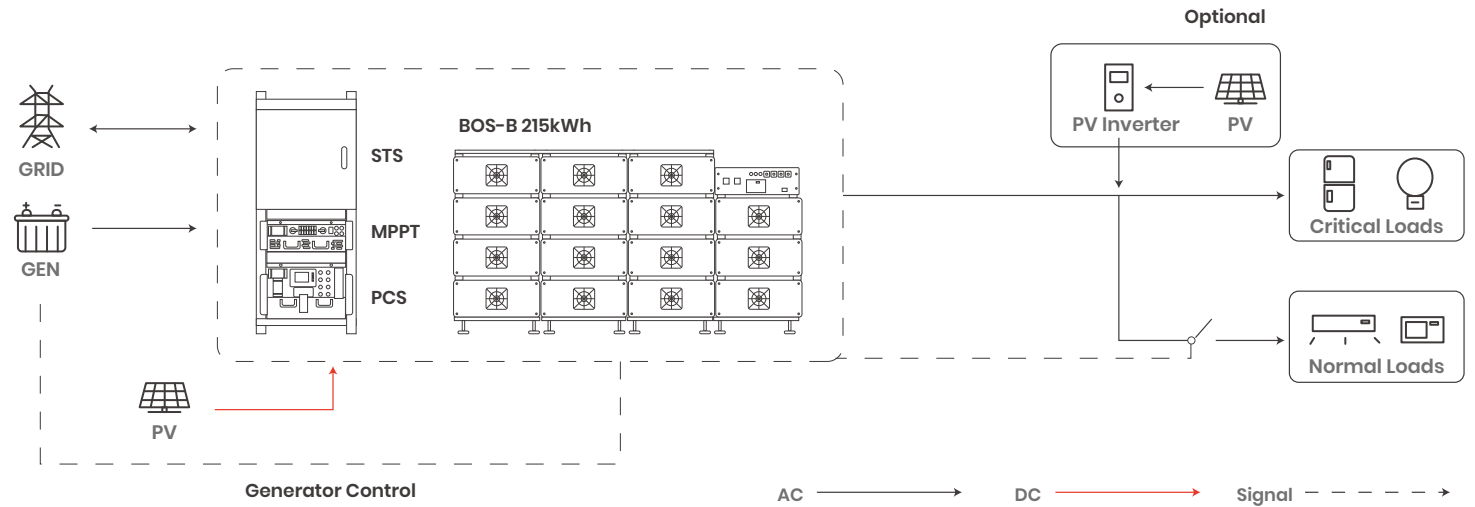 Optional
PV Inverter
PV
GRID
GEN
STS
MPPT
PCS
BOS-B 215kWh
Critical Loads
Normal Loads
PV
Generator Control
AC
DC
Signal